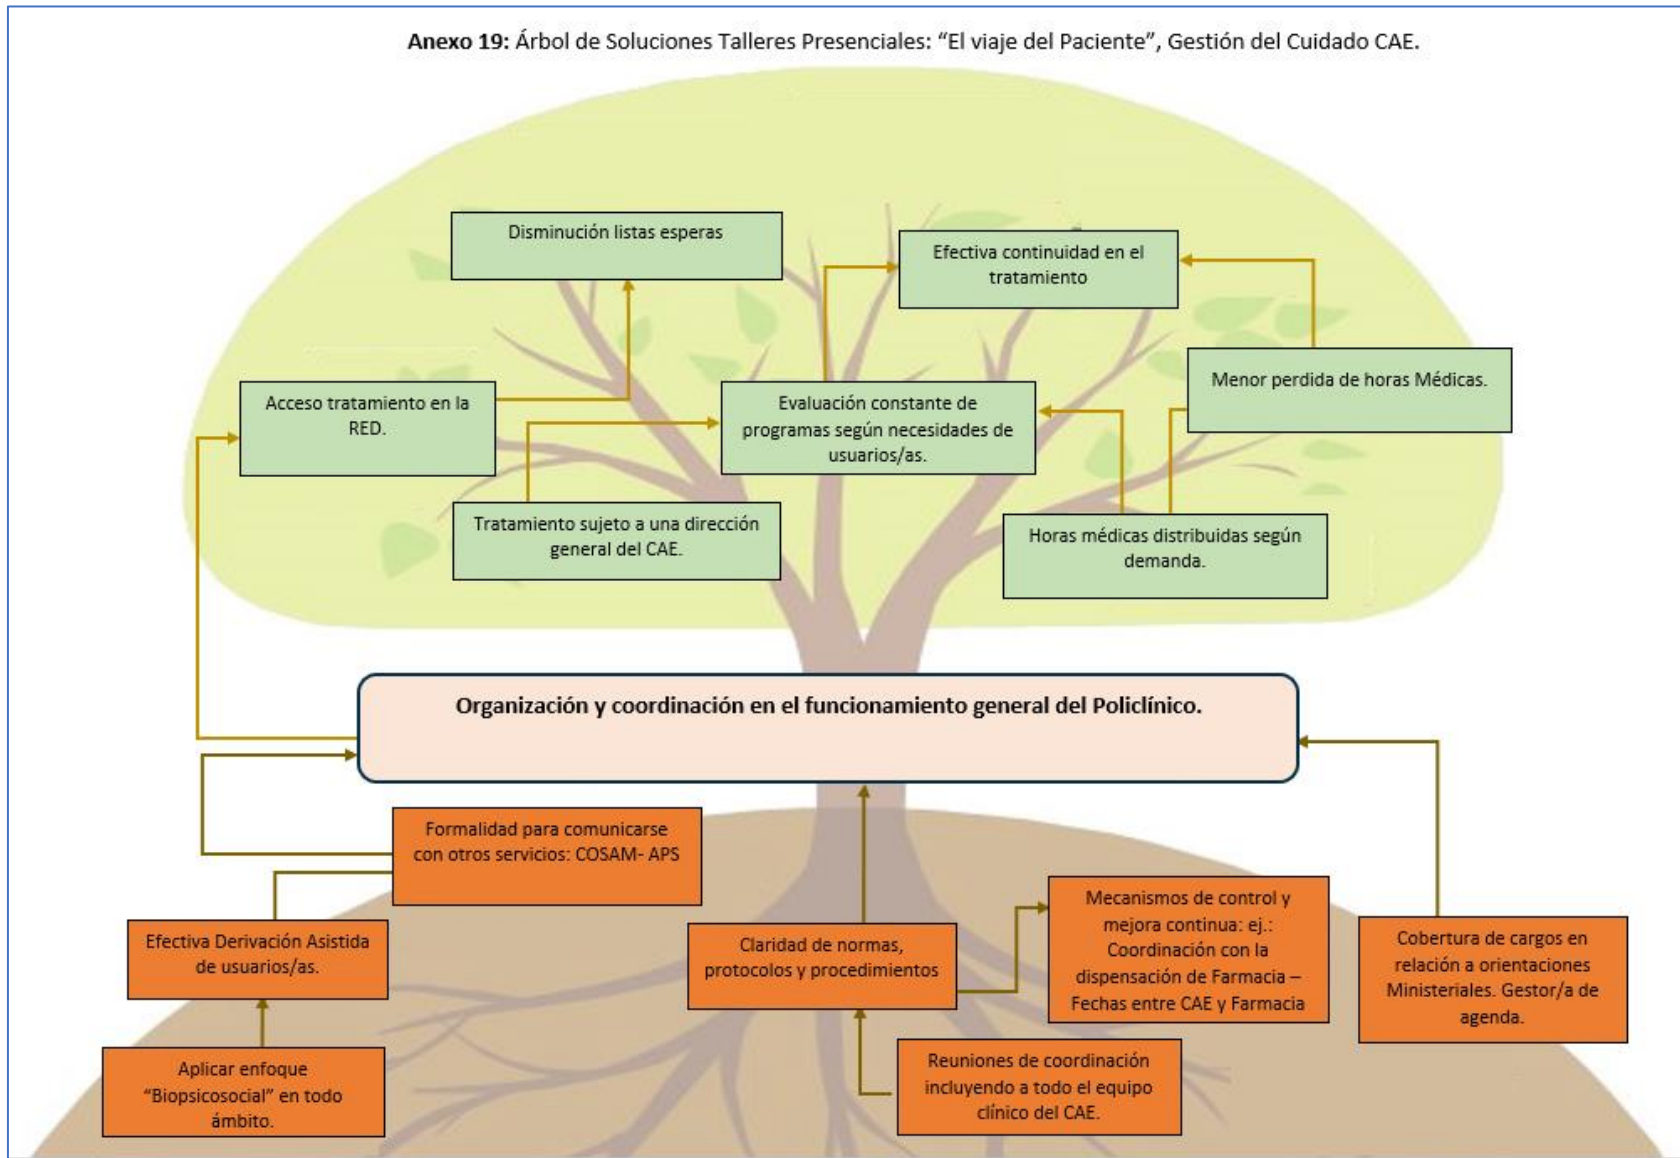 Anexo 19: Árbol de Soluciones Talleres Presenciales: “El viaje del Paciente”, Gestión del Cuidado CAE.
Disminución listas esperas
Efectiva continuidad en el
tratamiento
Acceso tratamiento en la
RED.
Evaluación constante de
programas según necesidades de
usuarios/as.
Menor perdida de horas Médicas.
Tratamiento sujeto a una dirección
general del CAE.
Horas médicas distribuidas según
demanda.
Organización y coordinación en el funcionamiento general del Policlínico.
Formalidad para comunicarse
con otros servicios: COSAM- APS
Efectiva Derivación Asistida
de usuarios/as.
Aplicar enfoque
“Biopsicosocial” en todo
ámbito.
Claridad de normas,
protocolos y procedimientos
Mecanismos de control y
mejora continua: ej.:
Coordinación con la
dispensación de Farmacia –
Fechas entre CAE y Farmacia
Reuniones de coordinación
incluyendo a todo el equipo
clínico del CAE.
Cobertura de cargos en
relación a orientaciones
Ministeriales. Gestor/a de
agenda.